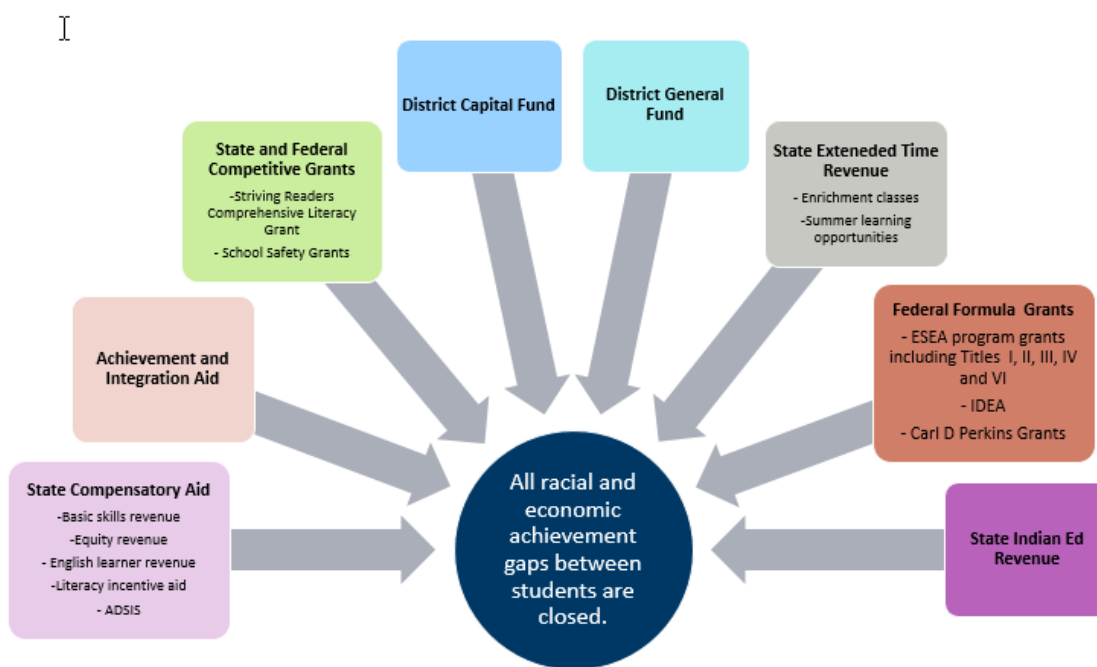 District Capital Fund
District General
Fund
State and Federal
Competitive Grants
-Striving Readers
Comprehensive Literacy
Grant
- School Safety Grants
State Exteneded Time
Revenue
- Enrichment classes
-Summer learning
opportunities
Achievement and
Integration Aid
Federal Formula Grants
- ESEA program grants
including Titles I, II, III, IV
and VI
- IDEA
- Carl D Perkins Grants
State Compensatory Aid
-Basic skills revenue
-Equity revenue
- English learner revenue
-Literacy incentive aid
- ADSIS
All racial and
economic
achievement
gaps between
students are
closed.
State Indian Ed
Revenue